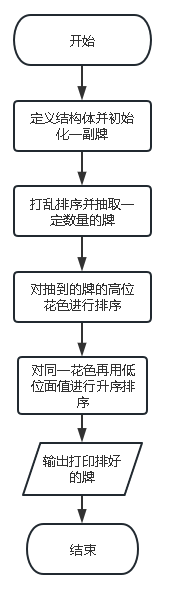 开始
定义结构体并初始
化一副牌
打乱排序并抽取一
定数量的牌
对抽到的牌的高位
花色进行排序
对同一花色再用低
位面值进行升序排
序
输出打印排好
的牌
结束